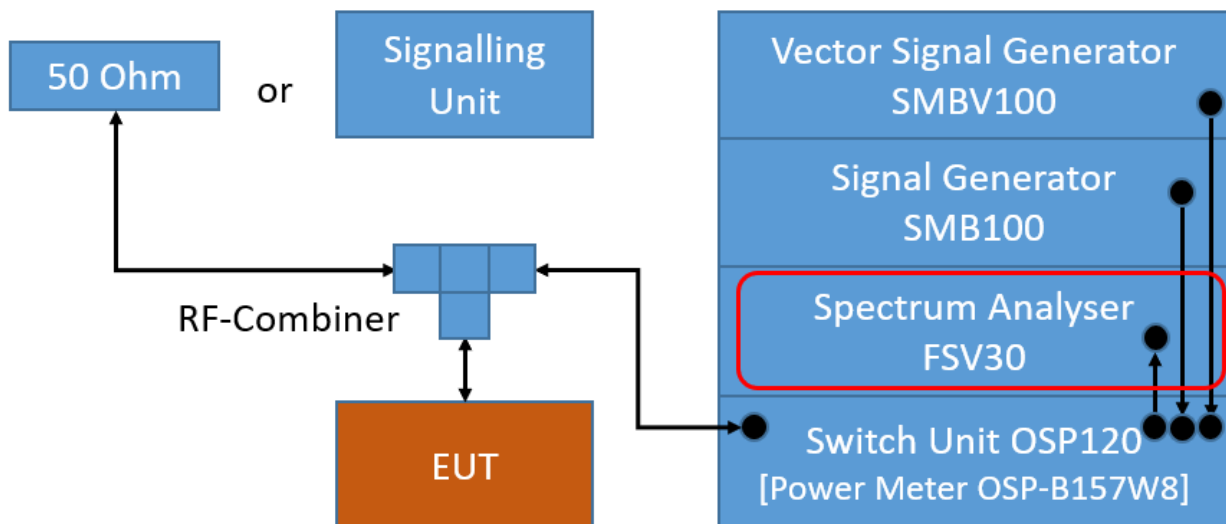 50 Ohm
or
Signalling
Unit
RF-Combiner
EUT
Vector Signal Generator
SMBV100
Signal Generator
SMB100
Spectrum Analyser
FSV30
Switch Unit OSP120
[Power Meter OSP-B157W8]